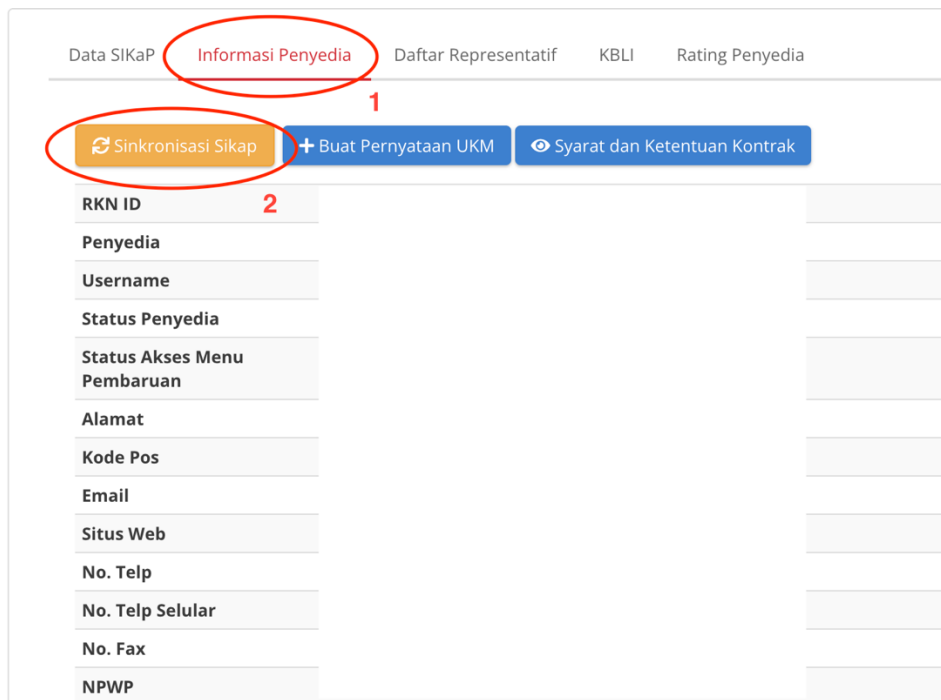 Data SIKaP Informasi Penyedia Daftar Representatif KBLI Rating Penyedia
1
Sinkronisasi Sikap Buat Pernyataan UKM Syarat dan Ketentuan Kontrak
RKN ID 2
Penyedia
Username
Status Penyedia
Status Akses Menu
Pembaruan
Alamat
Kode Pos
Email
Situs Web
No. Telp
No. Telp Selular
No. Fax
NPWP